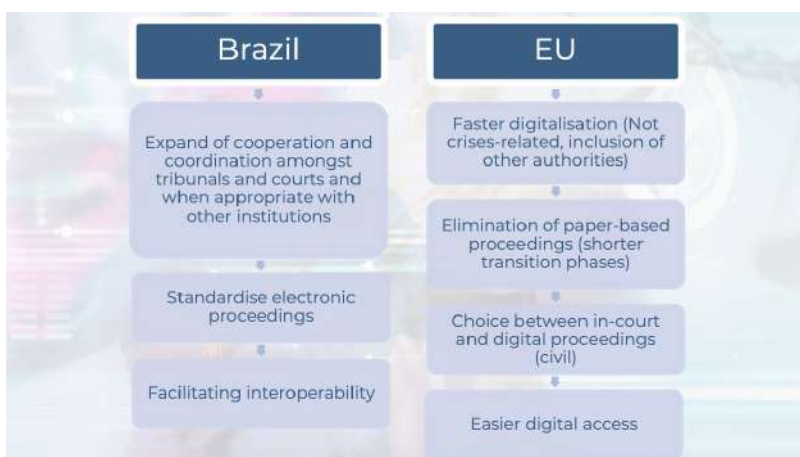 Brazil
Expand of cooperation and
coordination amongst
tribunals and courts and
when appropriate with
other institutions
Standardise electronic
proceedings
Facilitating interoperability
EU
Faster digitalisation (Not
crises-related, inclusion of
other authorities)
Elimination of paper-based
proceedings (shorter
transition phases)
Choice between in-court
and digital proceedings
(civil)
Easier digital access